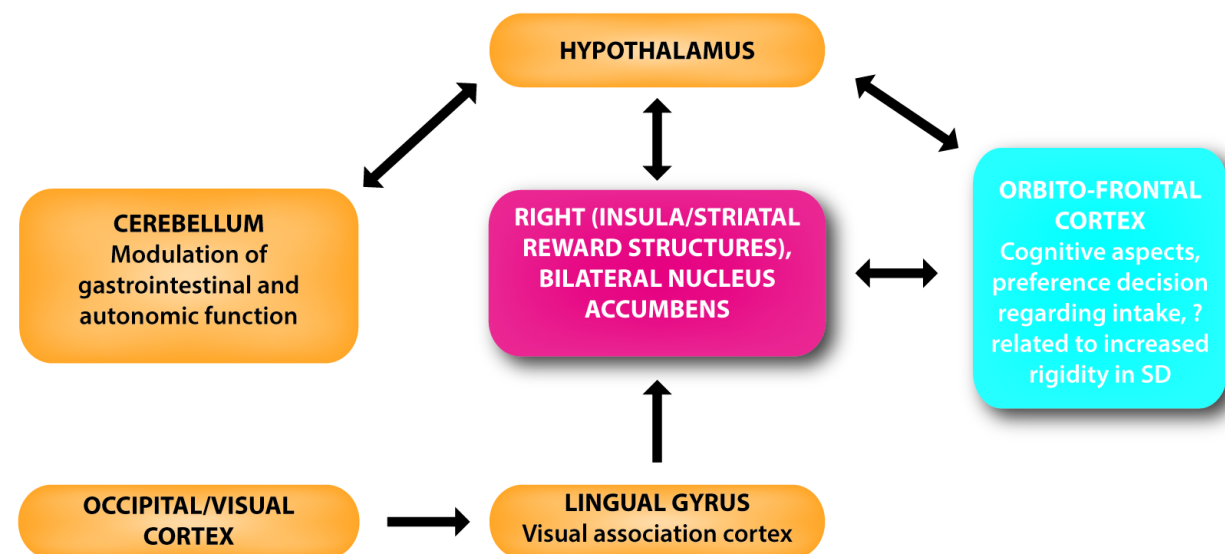 HYPOTHALAMUS
CEREBELLUM
Modulation of
gastrointestinal and
autonomic function
RIGHT (INSULA/STRIATAL
REWARD STRUCTURES),
BILATERAL NUCLEUS
ACCUMBENS
ORBITO-FRONTAL
CORTEX
Cognitive aspects,
preference decision
regarding intake, ?
related to increased
rigidity in SD
OCCIPITAL/VISUAL
CORTEX
LINGUAL GYRUS
Visual association cortex